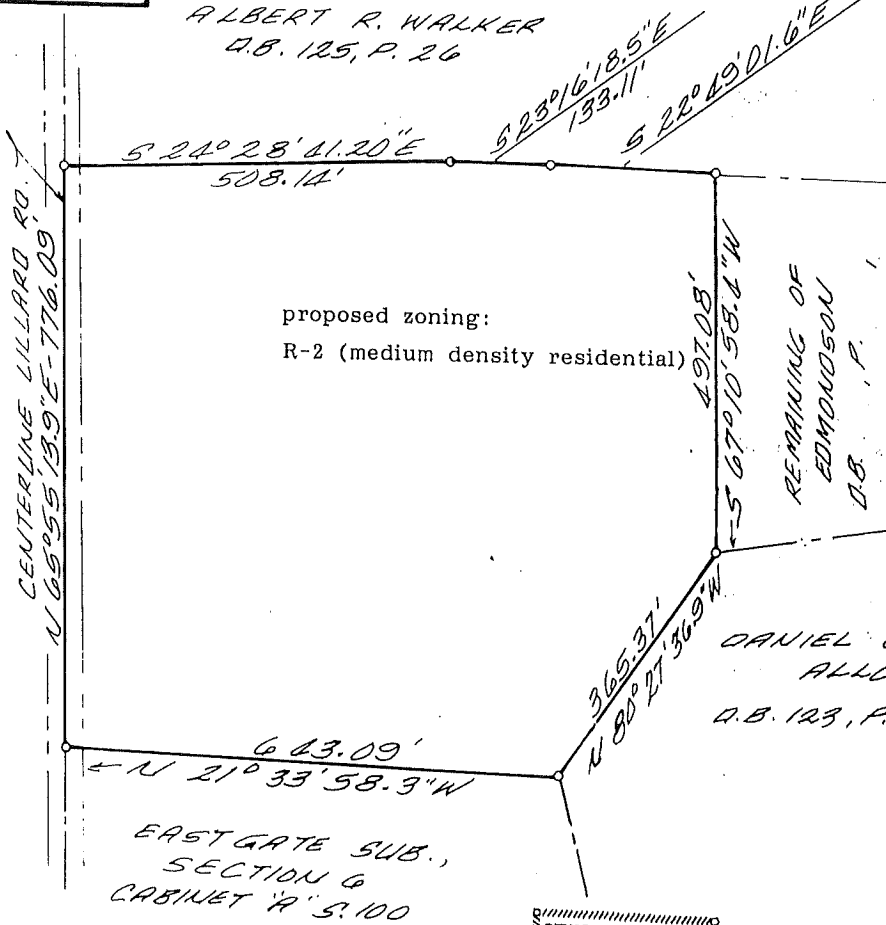 ALBERT R. WALKER
D.B. 125, P. 26
S 23°16'18.5"E
133.11'
S 22°49'01.6"E
S 24°28'41.20"E
508.14'
CENTERLINE LILLARD RD.
N 65°55'13.9"E-776.09'
proposed zoning:
R-2 (medium density residential)
497.08'
S 67°10'58.4"W
REMAINING OF
EDMONDSON
D.B. , P.
365.37'
N 80°27'36.9"W
DANIEL
D.B. 123, P.
643.09'
N 21°33'58.3"W
EASTGATE SUB.,
SECTION 6
CABINET "A" S.100